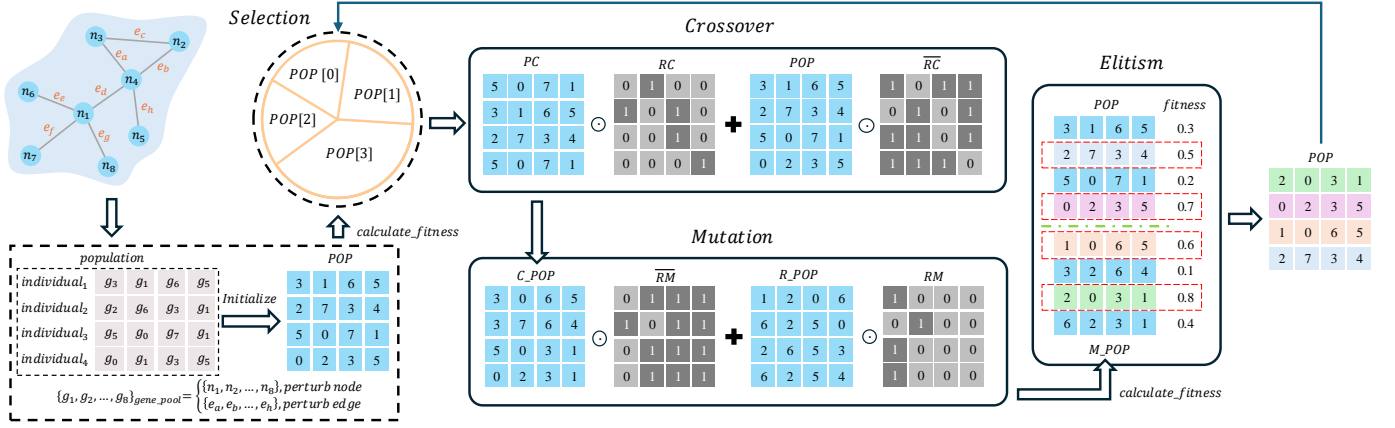 Selection
POP [0]
POP[1]
POP[2]
POP[3]
n₃
e_c
n₂
e_a
e_b
n₄
n₆
e_e
e_d
e_h
n₁
e_f
e_g
n₅
n₇
n₈
calculate_fitness
population
individual₁ g₃ g₁ g₆ g₅
individual₂ g₂ g₆ g₃ g₁
individual₃ g₅ g₀ g₇ g₁
individual₄ g₀ g₁ g₃ g₅
Initialize
POP
3 1 6 5
2 7 3 4
5 0 7 1
0 2 3 5
{g₁, g₂, ..., g₈}gene_pool= {{n₁, n₂, ..., n₈}, perturb node
{e_a, e_b, ..., e_h}, perturb edge
Crossover
PC
5 0 7 1
3 1 6 5
2 7 3 4
5 0 7 1
⊙
RC
0 1 0 0
1 0 1 0
0 0 1 0
0 0 0 1
+
POP
3 1 6 5
2 7 3 4
5 0 7 1
0 2 3 5
⊙
R̅C̅
1 0 1 1
0 1 0 1
1 1 0 1
1 1 1 0
Mutation
C_POP
3 0 6 5
3 7 6 4
5 0 3 1
0 2 3 1
⊙
R̅M̅
0 1 1 1
1 0 1 1
0 1 1 1
0 1 1 1
+
R_POP
1 2 0 6
6 2 5 0
2 6 5 3
6 2 5 4
⊙
RM
1 0 0 0
0 1 0 0
1 0 0 0
1 0 0 0
calculate_fitness
Elitism
POP fitness
3 1 6 5 0.3
2 7 3 4 0.5
5 0 7 1 0.2
0 2 3 5 0.7
1 0 6 5 0.6
3 2 6 4 0.1
2 0 3 1 0.8
6 2 3 1 0.4
M_POP
POP
2 0 3 1
0 2 3 5
1 0 6 5
2 7 3 4